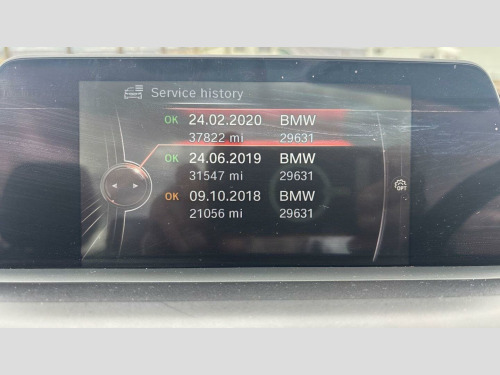 Service history
OK 24.02.2020 BMW
37822 mi 29631
OK 24.06.2019 BMW
31547 mi 29631
OK 09.10.2018 BMW
21056 mi 29631
OPT